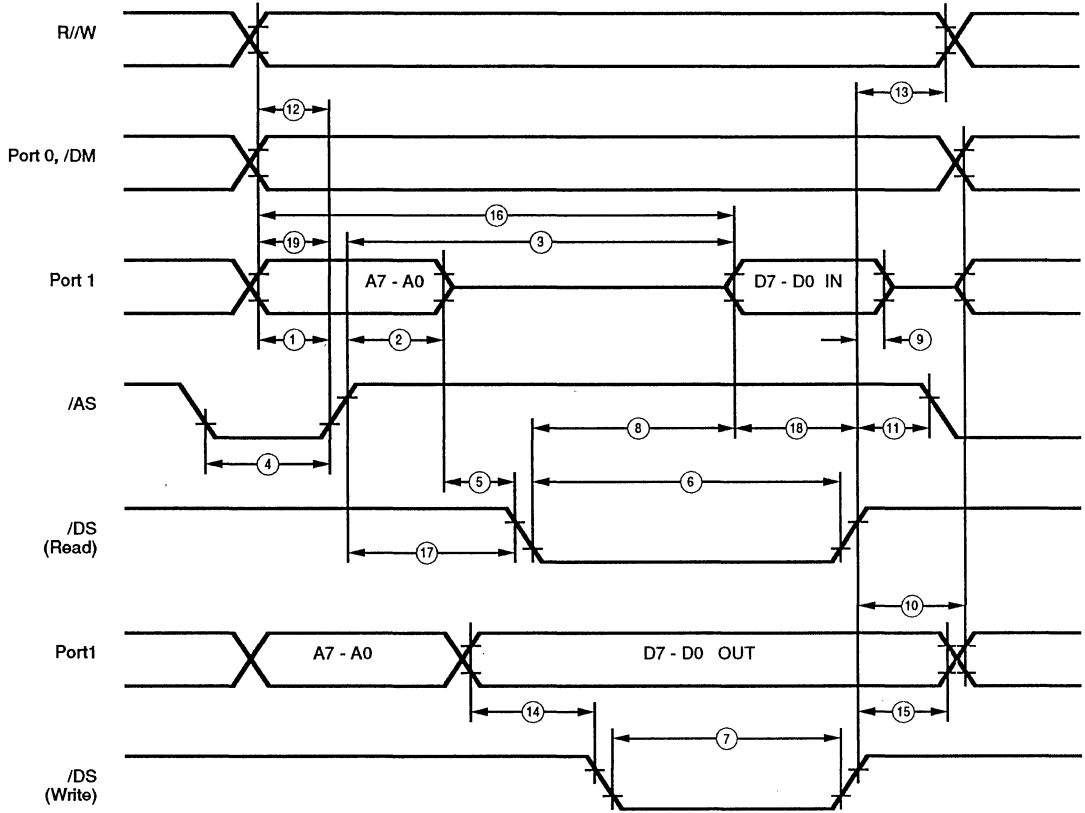 R//W
13
12
Port 0, /DM
16
19
3
Port 1
A7 - A0
D7 - D0 IN
1
2
9
/AS
8
18
11
4
5
6
/DS
(Read)
17
10
Port1
A7 - A0
D7 - D0 OUT
14
15
7
/DS
(Write)